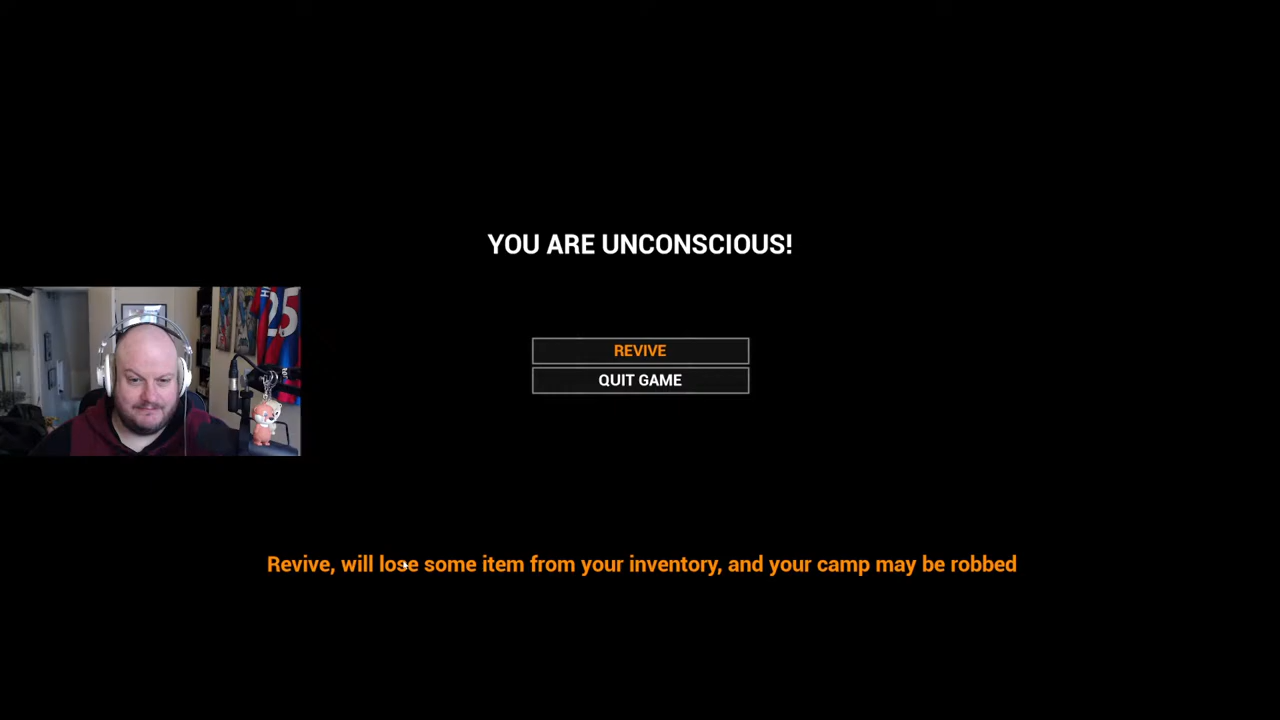 YOU ARE UNCONSCIOUS!
25
REVIVE
QUIT GAME
Revive, will lose some item from your inventory, and your camp may be robbed